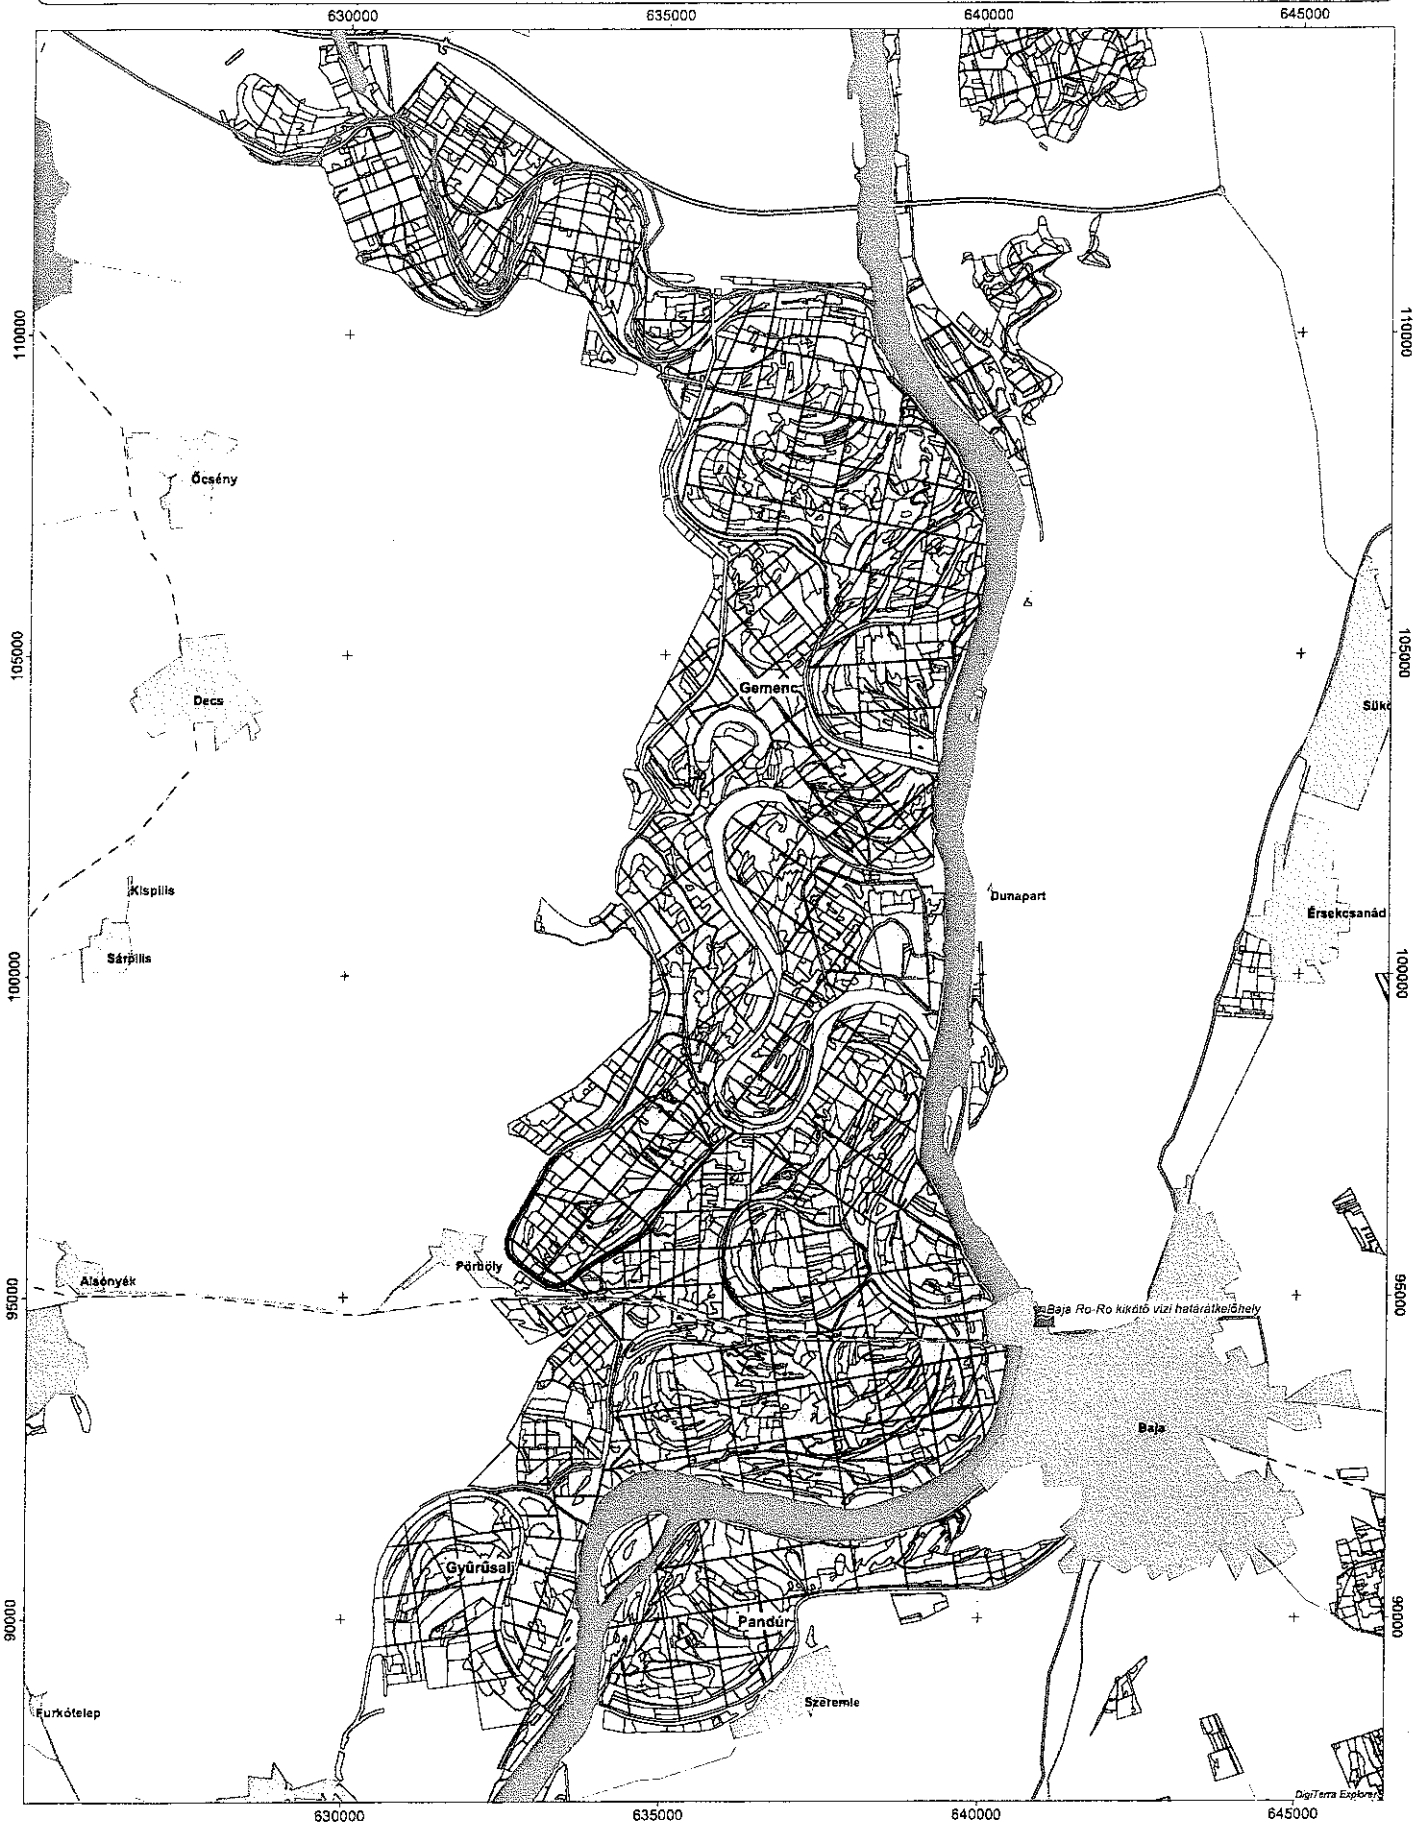 630000 635000 640000 645000
110000
110000
Őcsény
105000
105000
Gemenc
Decs
Sükö
Kispilis
Dunapart
Érsekcsanád
Sárpilis
100000
100000
Pörböly
Alsónyék
95000
95000
Baja Ro-Ro kikötő vízi határátkelőhely
Baja
Gyűrűsalj
90000
90000
Pandúr
Szeremle
Furkótelep
DigiTerra Explorer
630000 635000 640000 645000